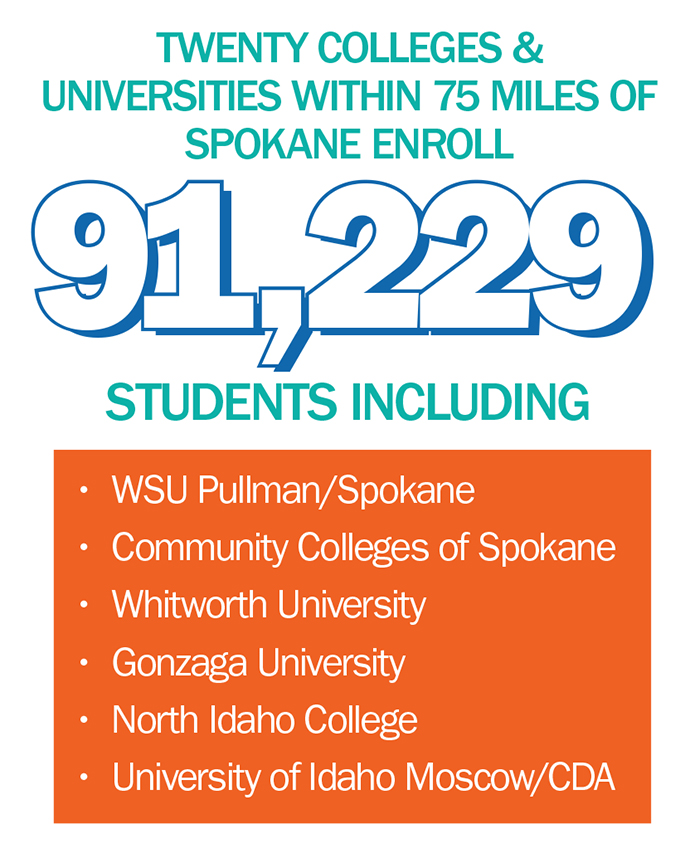 TWENTY COLLEGES &
UNIVERSITIES WITHIN 75 MILES OF
SPOKANE ENROLL
91,229
STUDENTS INCLUDING
• WSU Pullman/Spokane
• Community Colleges of Spokane
• Whitworth University
• Gonzaga University
• North Idaho College
• University of Idaho Moscow/CDA